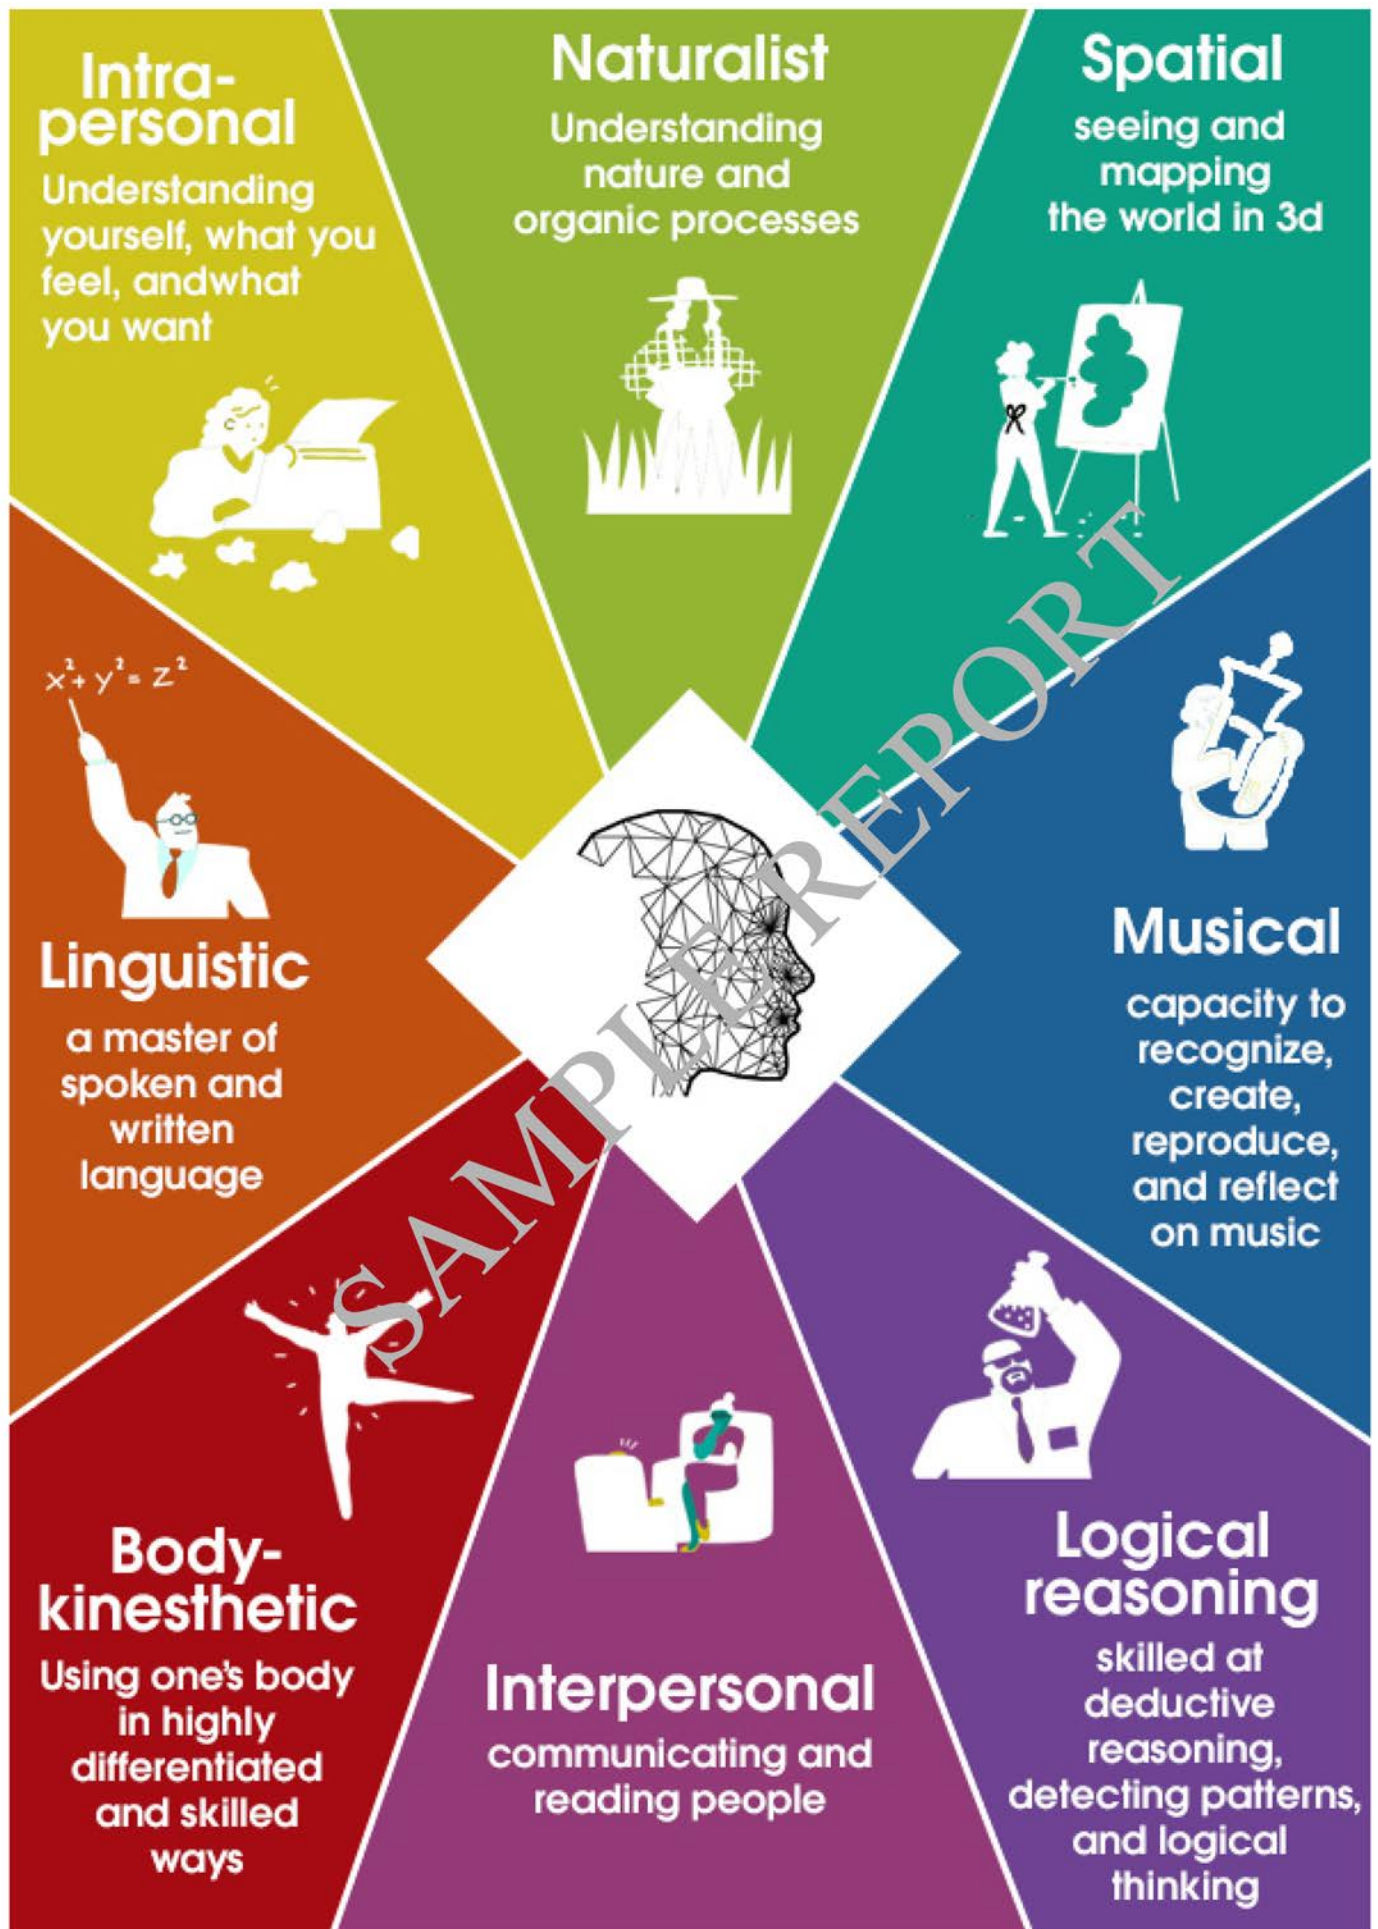 Intra-
personal
Understanding
yourself, what you
feel, andwhat
you want
Naturalist
Understanding
nature and
organic processes
Spatial
seeing and
mapping
the world in 3d
x²+ y²= z²
Linguistic
a master of
spoken and
written
language
Musical
capacity to
recognize,
create,
reproduce,
and reflect
on music
SAMPLE REPORT
Body-
kinesthetic
Using one's body
in highly
differentiated
and skilled
ways
Interpersonal
communicating and
reading people
Logical
reasoning
skilled at
deductive
reasoning,
detecting patterns,
and logical
thinking